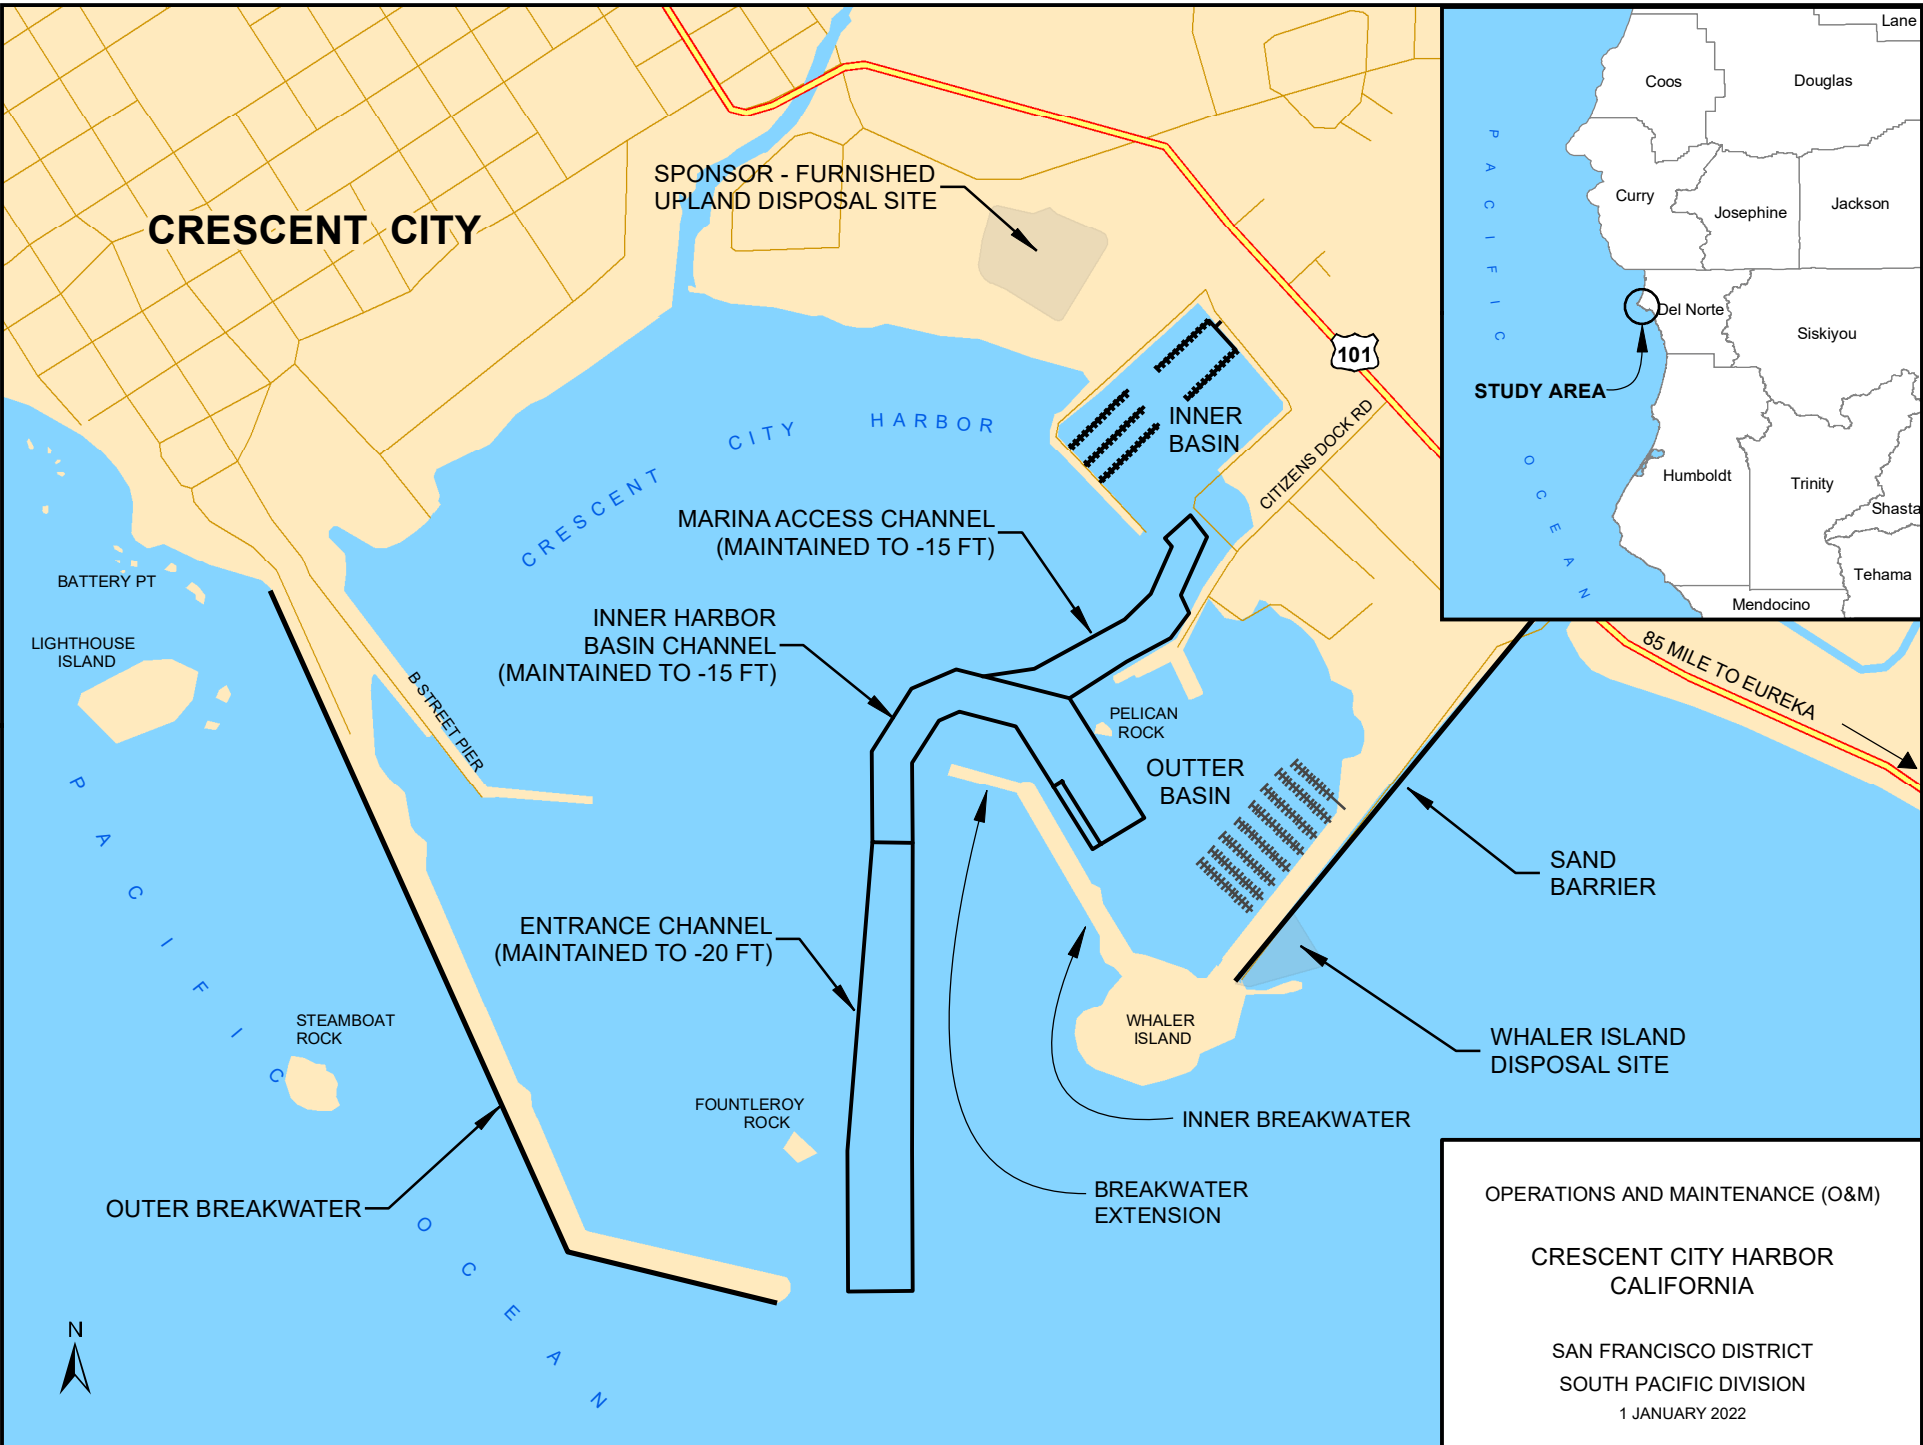 CRESCENT CITY
SPONSOR - FURNISHED
UPLAND DISPOSAL SITE
101
CRESCENT CITY HARBOR
INNER
BASIN
CITIZENS DOCK RD
MARINA ACCESS CHANNEL
(MAINTAINED TO -15 FT)
INNER HARBOR
BASIN CHANNEL
(MAINTAINED TO -15 FT)
BATTERY PT
LIGHTHOUSE
ISLAND
B STREET PIER
PELICAN
ROCK
OUTTER
BASIN
85 MILE TO EUREKA
SAND
BARRIER
ENTRANCE CHANNEL
(MAINTAINED TO -20 FT)
STEAMBOAT
ROCK
WHALER
ISLAND
WHALER ISLAND
DISPOSAL SITE
FOUNTLEROY
ROCK
INNER BREAKWATER
BREAKWATER
EXTENSION
OUTER BREAKWATER
PACIFIC OCEAN
N
Lane
Coos
Douglas
Curry
Josephine
Jackson
Del Norte
Siskiyou
STUDY AREA
Humboldt
Trinity
Shasta
Tehama
Mendocino
PACIFIC OCEAN
OPERATIONS AND MAINTENANCE (O&M)
CRESCENT CITY HARBOR
CALIFORNIA
SAN FRANCISCO DISTRICT
SOUTH PACIFIC DIVISION
1 JANUARY 2022